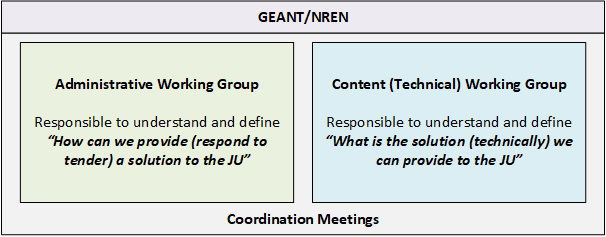 GEANT/NREN
Administrative Working Group
Responsible to understand and define
“How can we provide (respond to
tender) a solution to the JU”
Content (Technical) Working Group
Responsible to understand and define
“What is the solution (technically) we
can provide to the JU”
Coordination Meetings